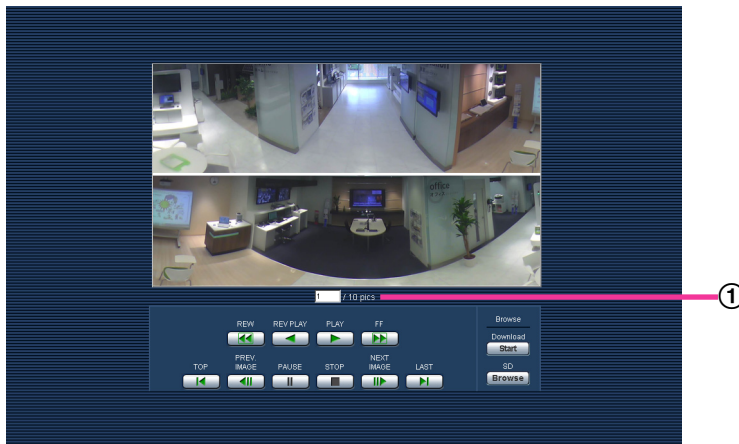 office
1 / 10 pics
①
REW REV PLAY PLAY FF
TOP PREV. IMAGE PAUSE STOP NEXT IMAGE LAST
Browse
Download
Start
SD
Browse